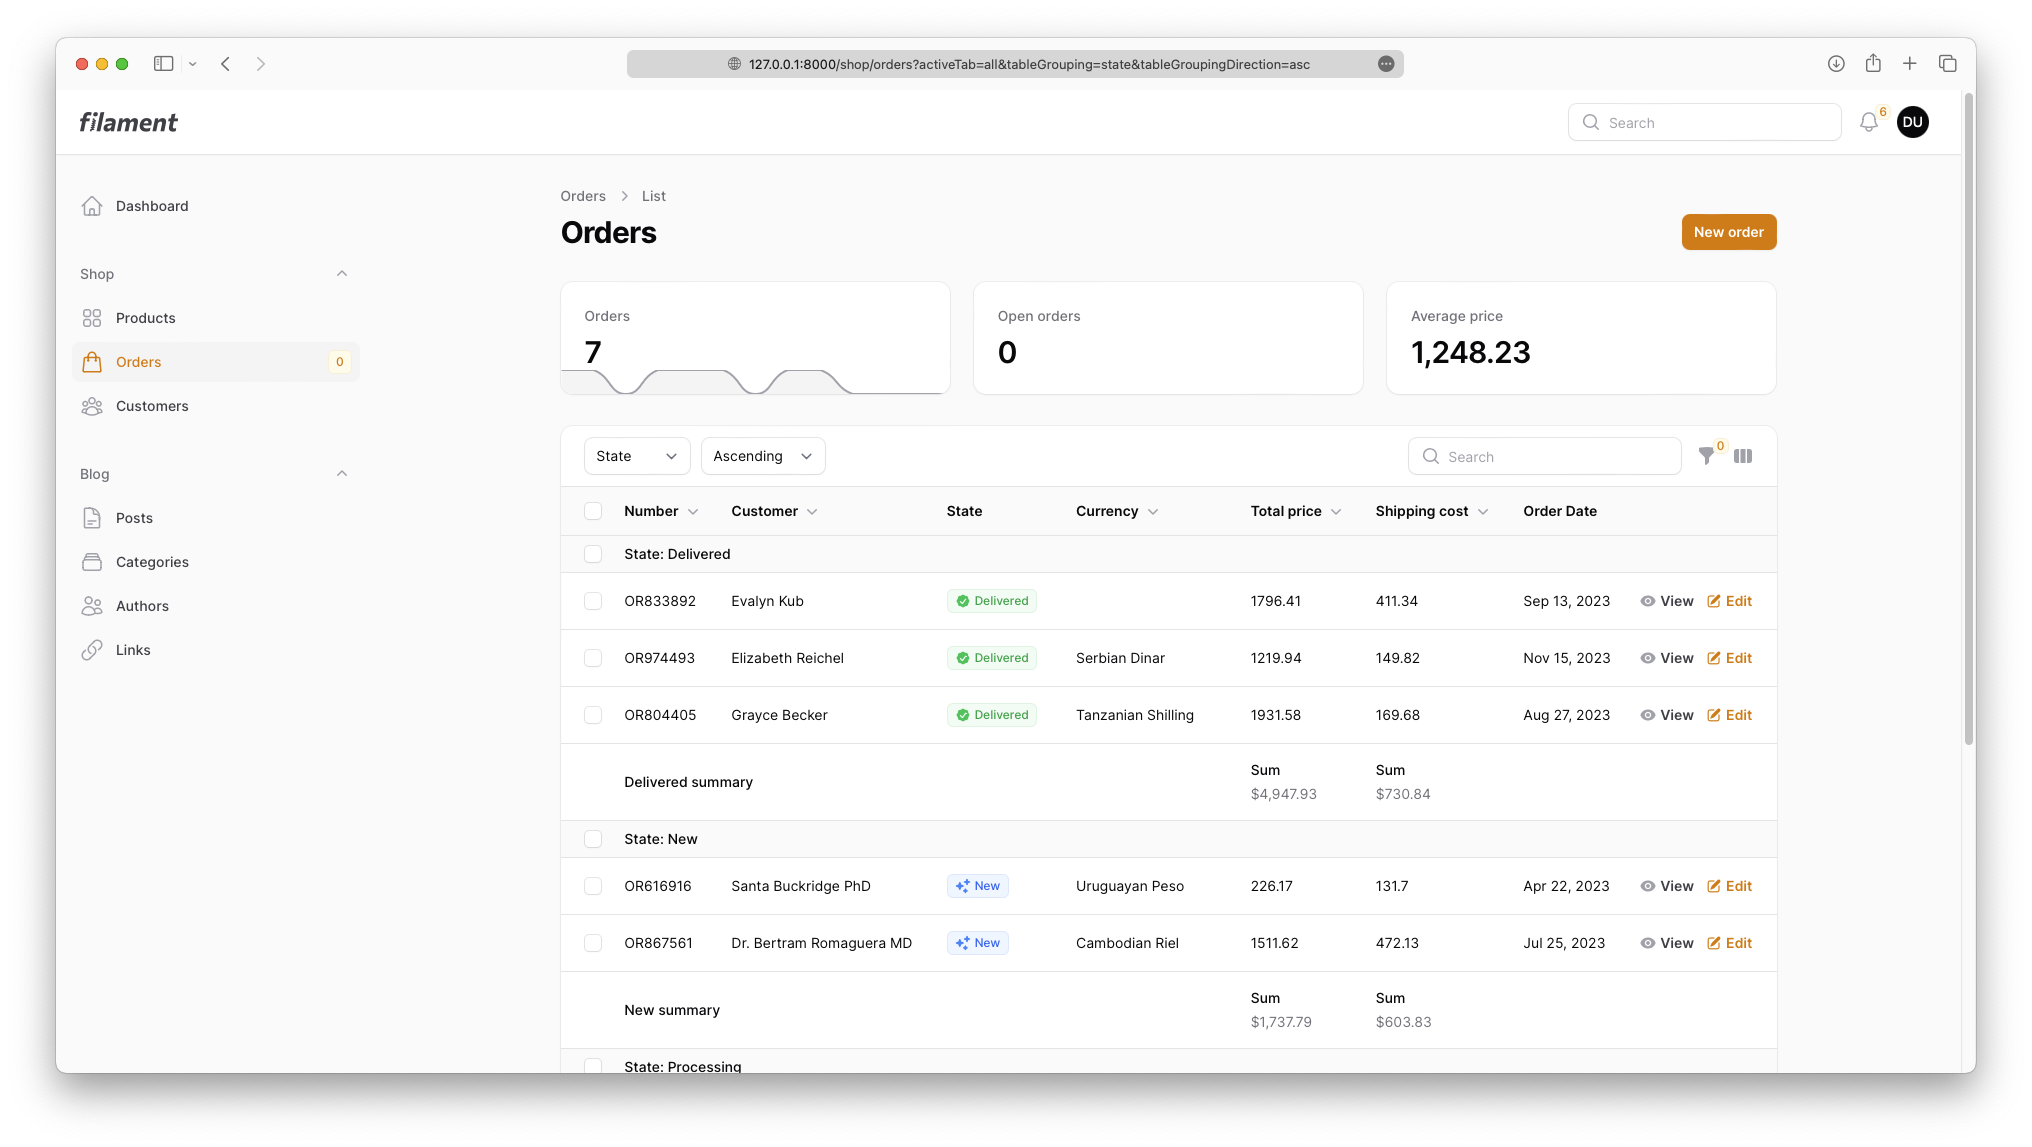 127.0.0.1:8000/shop/orders?activeTab=all&tableGrouping=state&tableGroupingDirection=asc
filament
Search
6
DU
Dashboard
Shop
Products
Orders 0
Customers
Blog
Posts
Categories
Authors
Links
Orders > List
Orders
New order
Orders
7
Open orders
0
Average price
1,248.23
State Ascending Search 0
Number Customer State Currency Total price Shipping cost Order Date
State: Delivered
OR833892 Evalyn Kub Delivered 1796.41 411.34 Sep 13, 2023 View Edit
OR974493 Elizabeth Reichel Delivered Serbian Dinar 1219.94 149.82 Nov 15, 2023 View Edit
OR804405 Grayce Becker Delivered Tanzanian Shilling 1931.58 169.68 Aug 27, 2023 View Edit
Delivered summary
Sum Sum
$4,947.93 $730.84
State: New
OR616916 Santa Buckridge PhD New Uruguayan Peso 226.17 131.7 Apr 22, 2023 View Edit
OR867561 Dr. Bertram Romaguera MD New Cambodian Riel 1511.62 472.13 Jul 25, 2023 View Edit
New summary
Sum Sum
$1,737.79 $603.83
State: Processing